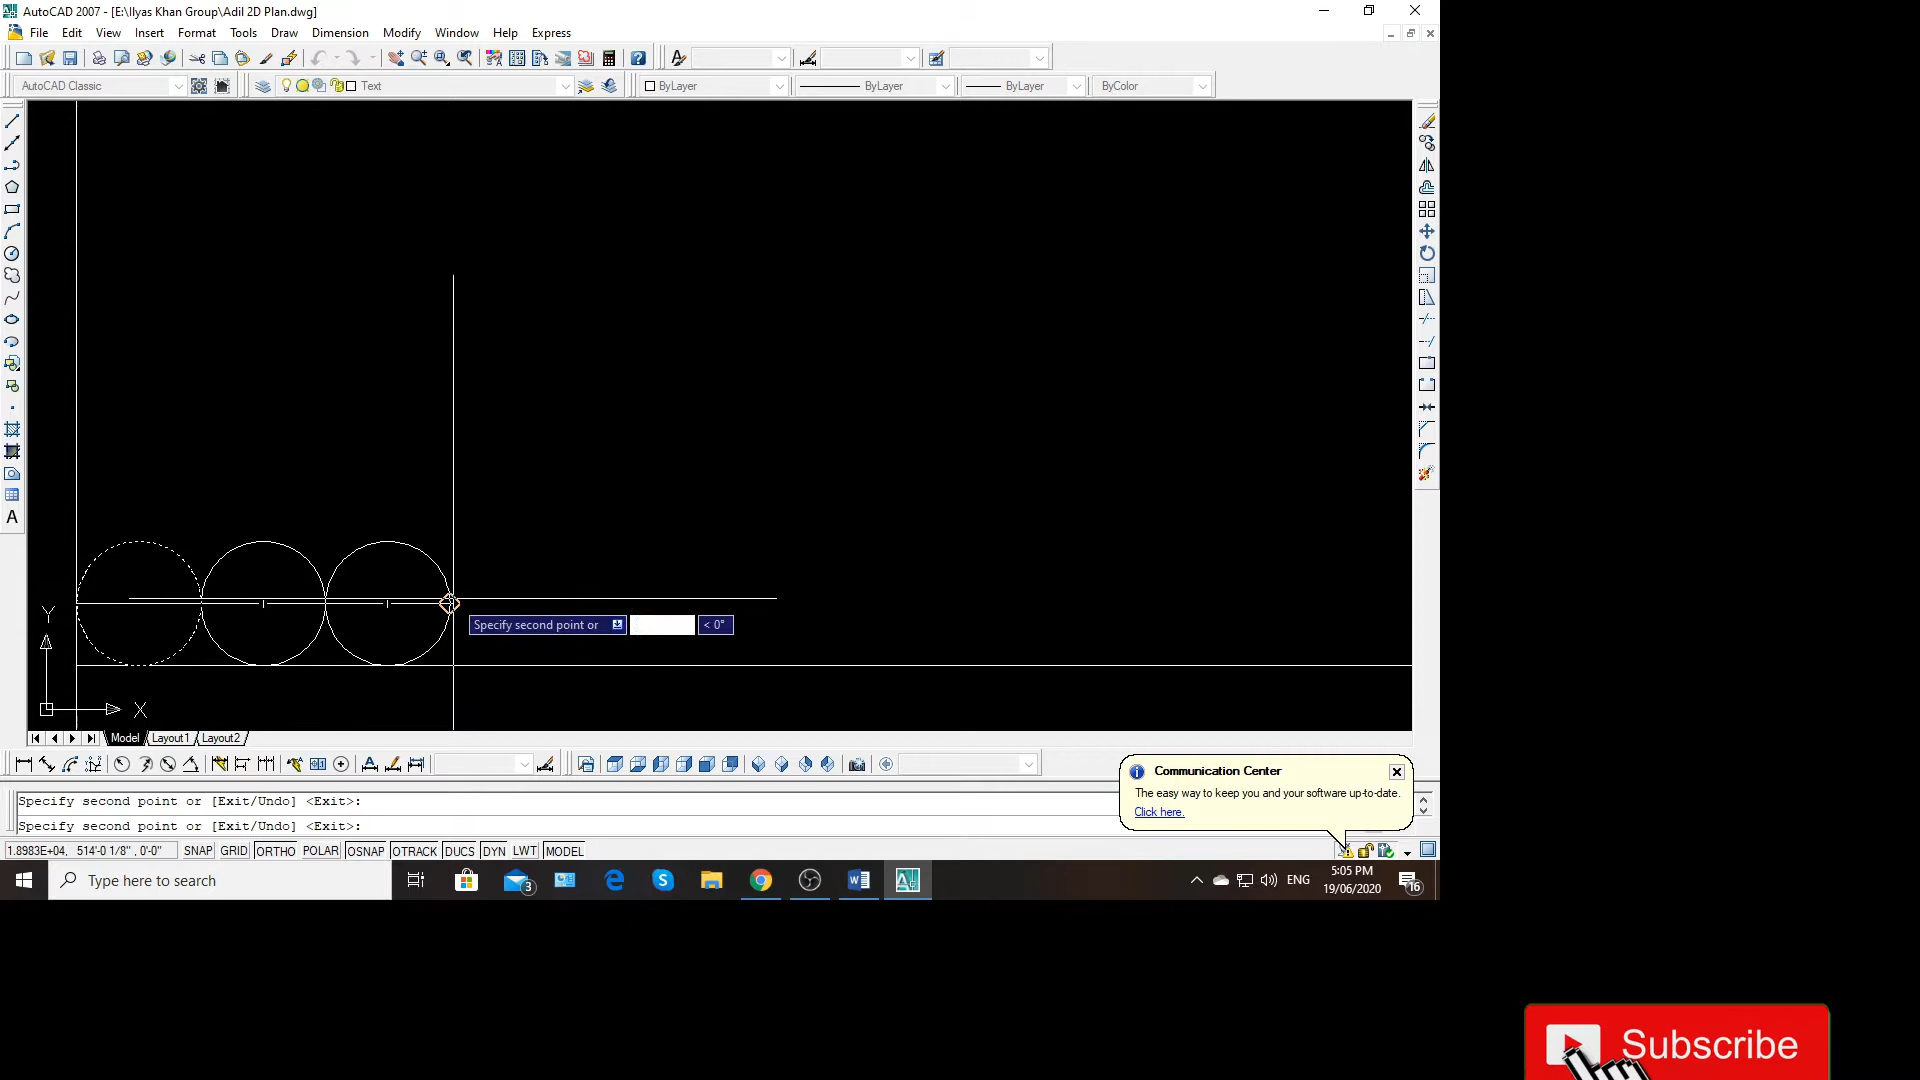 AutoCAD 2007 - [E:\Ilyas Khan Group\Adil 2D Plan.dwg]
File Edit View Insert Format Tools Draw Dimension Modify Window Help Express
AutoCAD Classic Text ByLayer ByLayer ByLayer ByColor
A
Specify second point or < 0°
Y
X
Model Layout1 Layout2
Communication Center
The easy way to keep you and your software up-to-date.
Click here.
Specify second point or [Exit/Undo] <Exit>:
Specify second point or [Exit/Undo] <Exit>:
1.8983E+04, 514'-0 1/8", 0'-0" SNAP GRID ORTHO POLAR OSNAP OTRACK DUCS DYN LWT MODEL
Type here to search 3 ENG 5:05 PM 19/06/2020 16
Subscribe